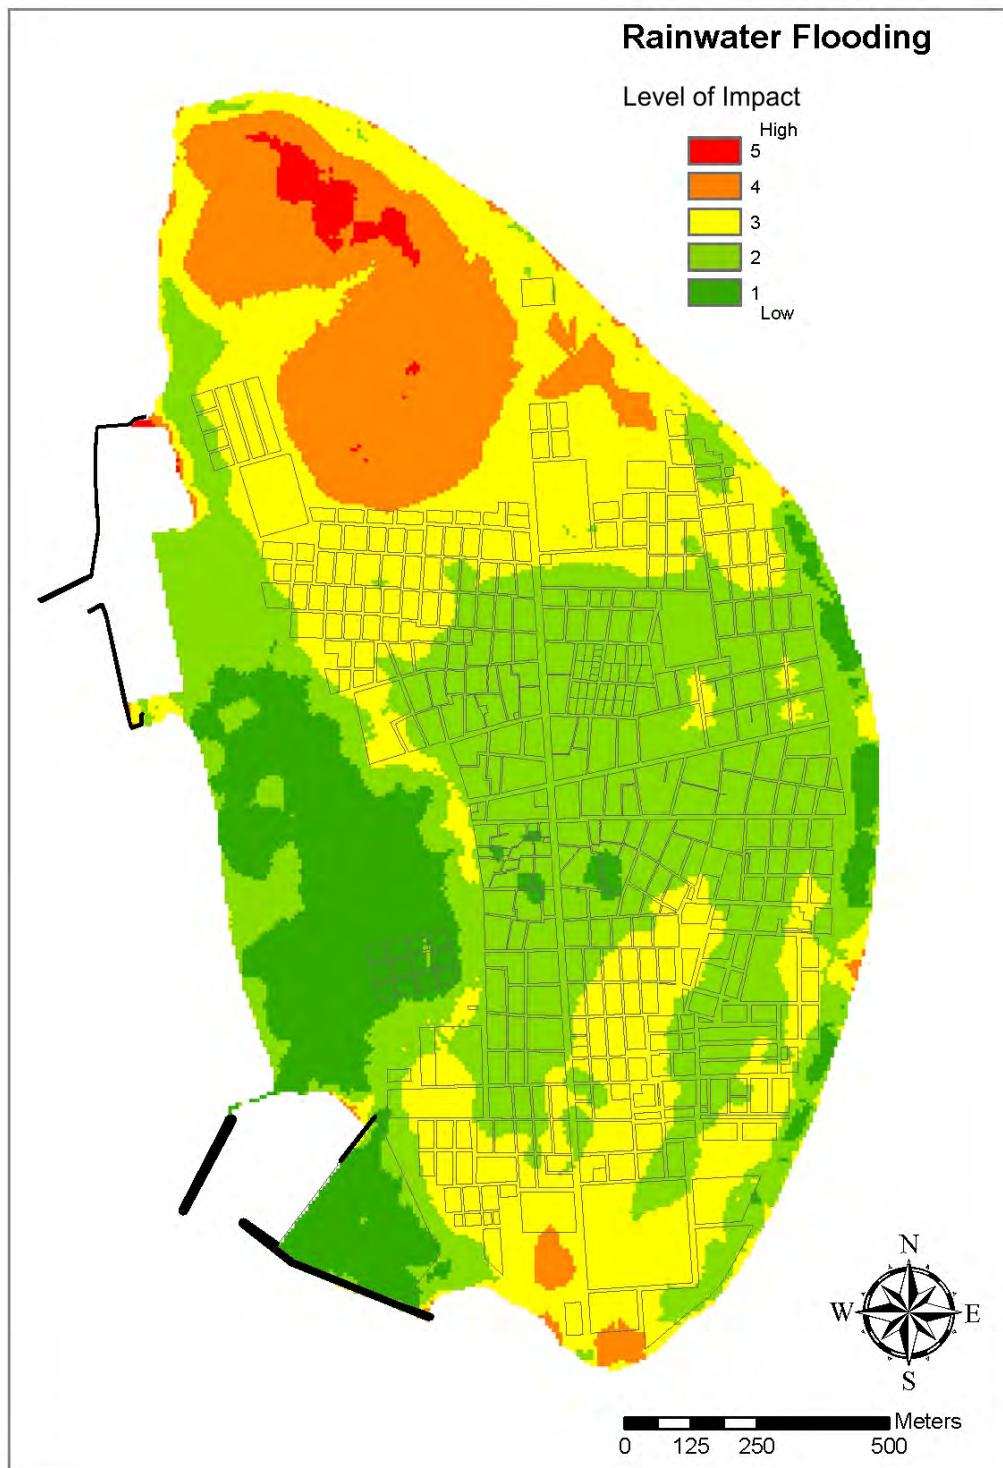 Rainwater Flooding
Level of Impact
High
5
4
3
2
1
Low
N
W E
S
Meters
0 125 250 500